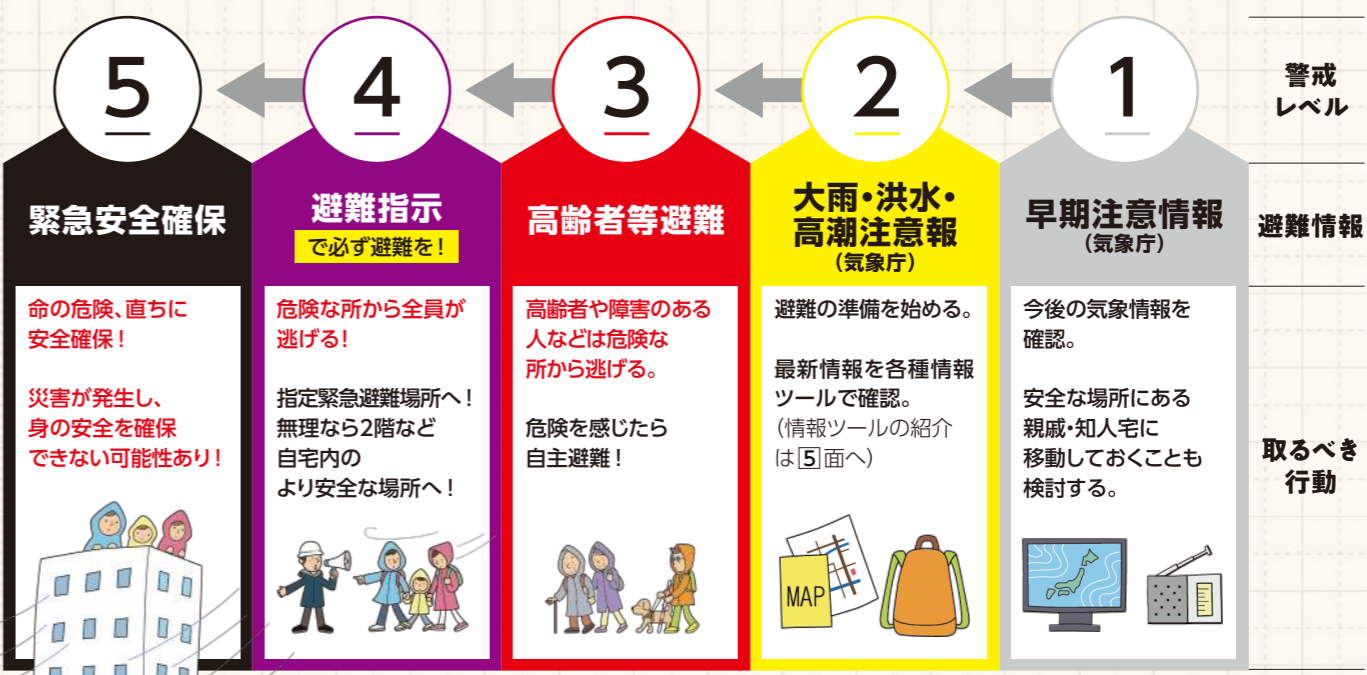 警戒
レベル
避難情報
取るべき
行動
1
早期注意情報
(気象庁)
今後の気象情報を
確認。
安全な場所にある
親戚・知人宅に
移動しておくことも
検討する。
2
大雨・洪水・
高潮注意報
(気象庁)
避難の準備を始める。
最新情報を各種情報
ツールで確認。
(情報ツールの紹介
は5面へ)
MAP
3
高齢者等避難
高齢者や障害のある
人などは危険な
所から逃げる。
危険を感じたら
自主避難!
4
避難指示
で必ず避難を!
危険な所から全員が
逃げる!
指定緊急避難場所へ!
無理なら2階など
自宅内の
より安全な場所へ!
5
緊急安全確保
命の危険、直ちに
安全確保!
災害が発生し、
身の安全を確保
できない可能性あり!